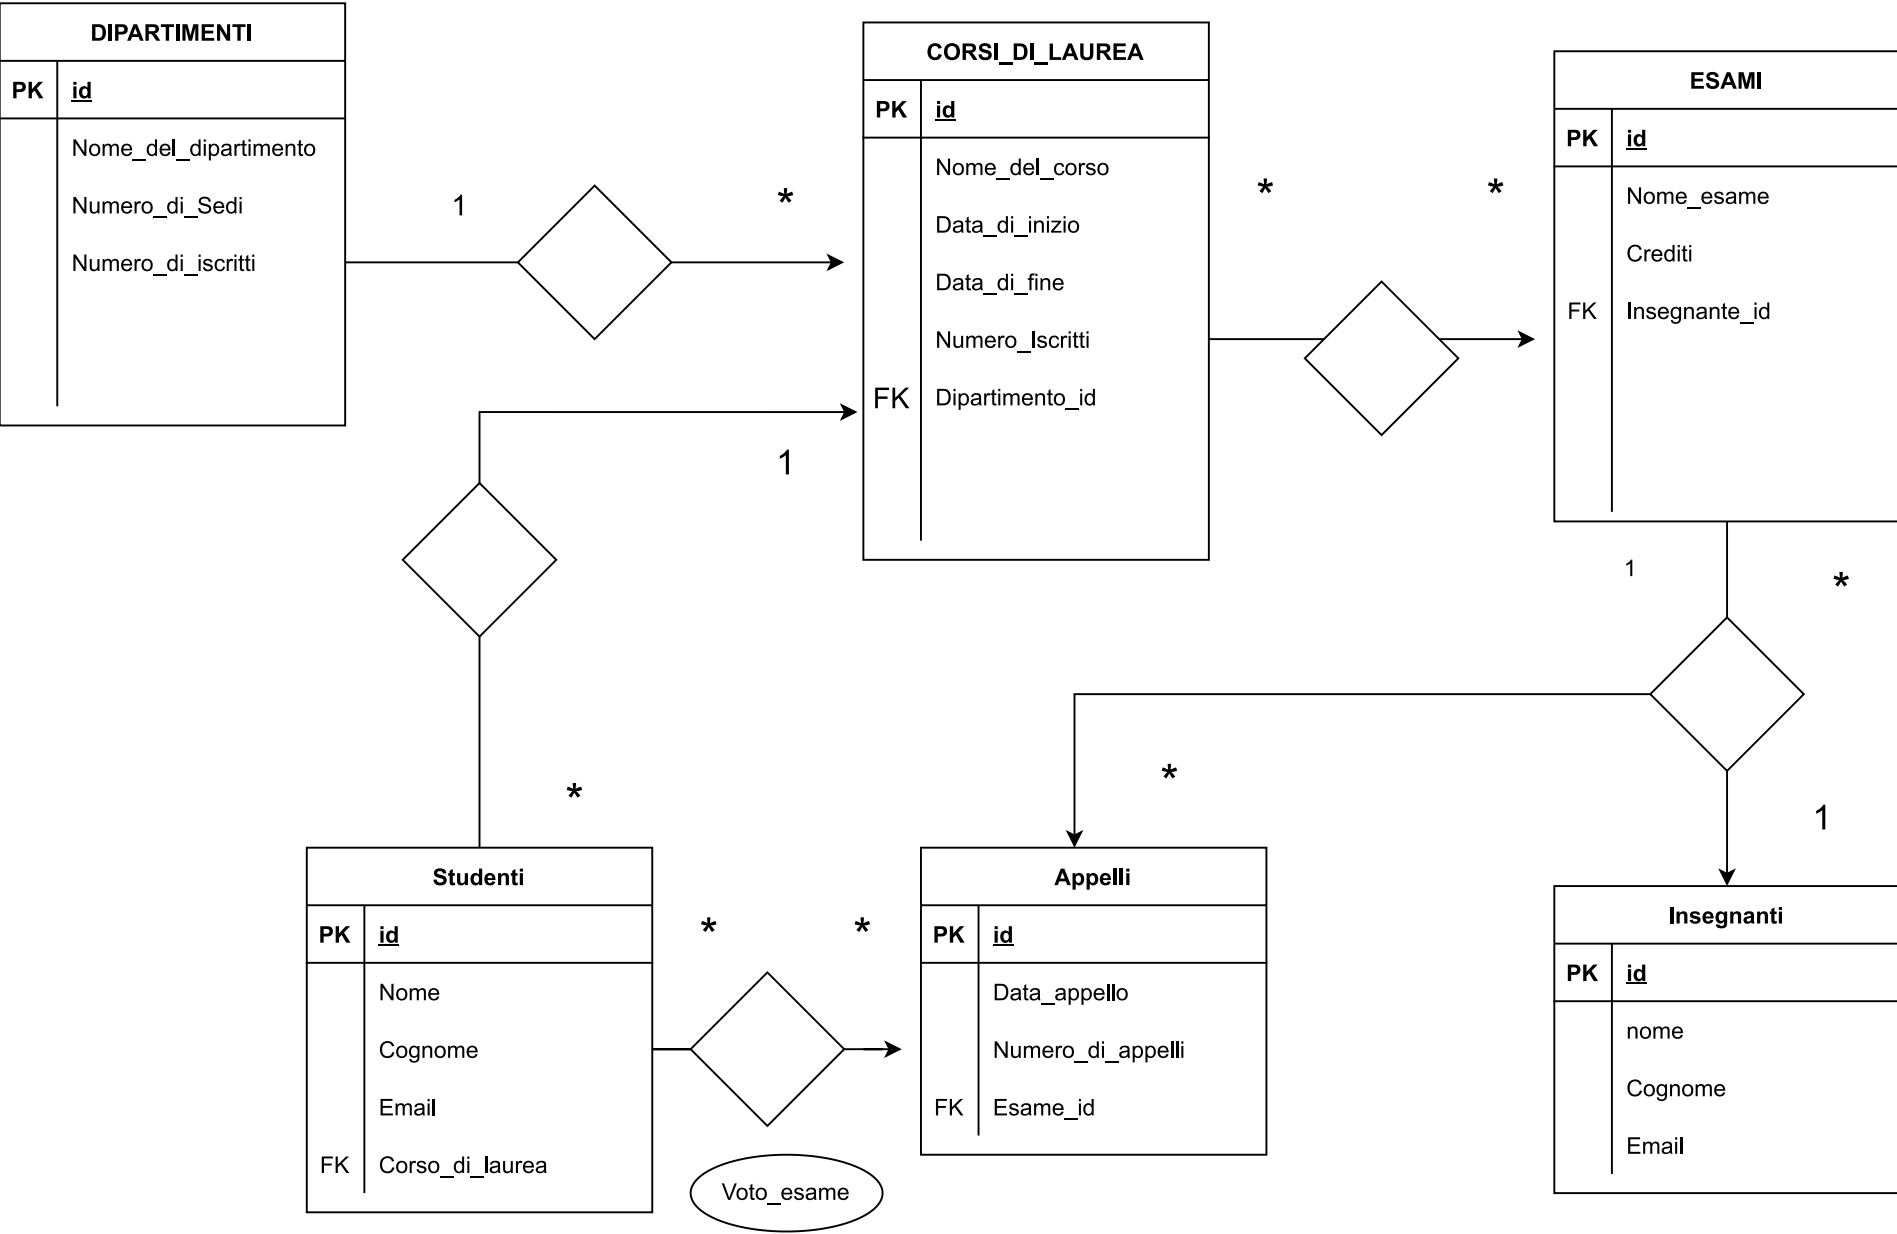 DIPARTIMENTI
PK id
Nome_del_dipartimento
Numero_di_Sedi
Numero_di_iscritti
1
*
CORSI_DI_LAUREA
PK id
Nome_del_corso
Data_di_inizio
Data_di_fine
Numero_Iscritti
FK Dipartimento_id
*
*
ESAMI
PK id
Nome_esame
Crediti
FK Insegnante_id
1
*
1
*
*
1
Studenti
PK id
Nome
Cognome
Email
FK Corso_di_laurea
*
*
Voto_esame
Appelli
PK id
Data_appello
Numero_di_appelli
FK Esame_id
Insegnanti
PK id
nome
Cognome
Email